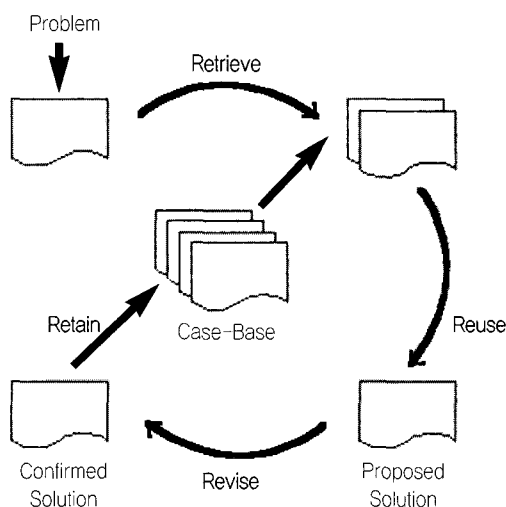 Problem
Retrieve
Case-Base
Retain
Reuse
Confirmed
Solution
Revise
Proposed
Solution